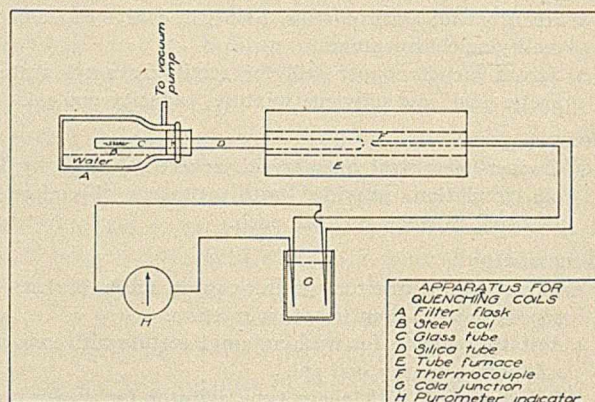 To vacuum
pump
C
D
F
B
Water
A
E
G
H
APPARATUS FOR
QUENCHING COILS
A Filter flask
B Steel coil
C Glass tube
D Silica tube
E Tube furnace
F Thermocouple
G Cold junction
H Pyrometer indicator